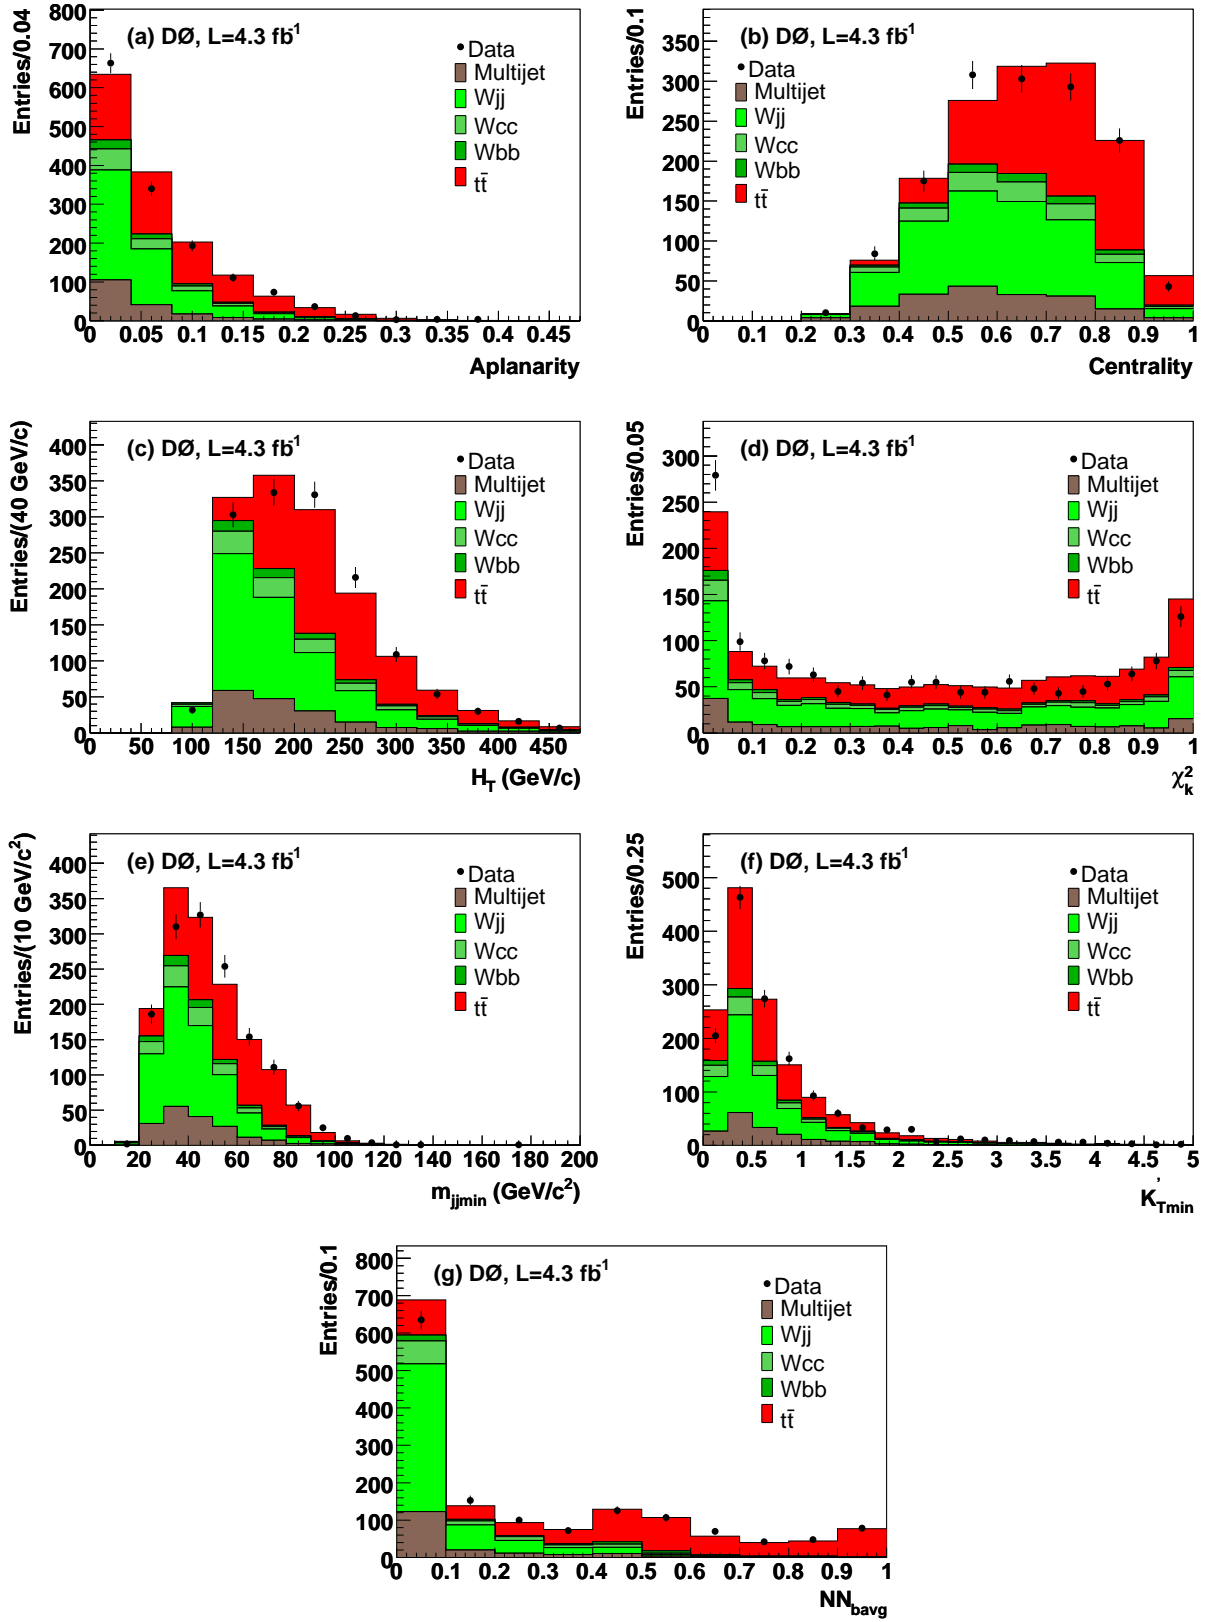 (a) DØ, L=4.3 fb⁻¹
Entries/0.04
800
700
600
500
400
300
200
100
0
0 0.05 0.1 0.15 0.2 0.25 0.3 0.35 0.4 0.45
Aplanarity
Data
Multijet
Wjj
Wcc
Wbb
tt̄
(b) DØ, L=4.3 fb⁻¹
Entries/0.1
350
300
250
200
150
100
50
0
0 0.1 0.2 0.3 0.4 0.5 0.6 0.7 0.8 0.9 1
Centrality
Data
Multijet
Wjj
Wcc
Wbb
tt̄
(c) DØ, L=4.3 fb⁻¹
Entries/(40 GeV/c)
400
350
300
250
200
150
100
50
0
0 50 100 150 200 250 300 350 400 450
H_T (GeV/c)
Data
Multijet
Wjj
Wcc
Wbb
tt̄
(d) DØ, L=4.3 fb⁻¹
Entries/0.05
300
250
200
150
100
50
0
0 0.1 0.2 0.3 0.4 0.5 0.6 0.7 0.8 0.9 1
χ_k²
Data
Multijet
Wjj
Wcc
Wbb
tt̄
(e) DØ, L=4.3 fb⁻¹
Entries/(10 GeV/c²)
400
350
300
250
200
150
100
50
0
0 20 40 60 80 100 120 140 160 180 200
m_jjmin (GeV/c²)
Data
Multijet
Wjj
Wcc
Wbb
tt̄
(f) DØ, L=4.3 fb⁻¹
Entries/0.25
500
400
300
200
100
0
0 0.5 1 1.5 2 2.5 3 3.5 4 4.5 5
K'_Tmin
Data
Multijet
Wjj
Wcc
Wbb
tt̄
(g) DØ, L=4.3 fb⁻¹
Entries/0.1
800
700
600
500
400
300
200
100
0
0 0.1 0.2 0.3 0.4 0.5 0.6 0.7 0.8 0.9 1
NN_bavg
Data
Multijet
Wjj
Wcc
Wbb
tt̄